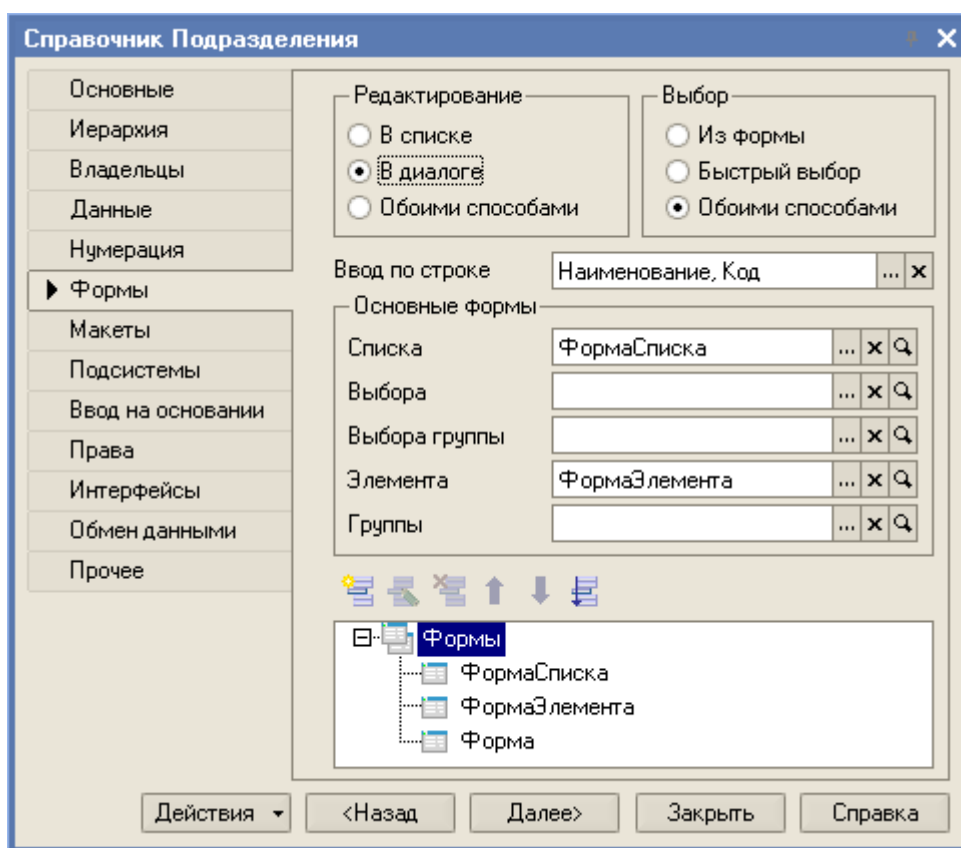 Справочник Подразделения
Основные
Иерархия
Владельцы
Данные
Нумерация
Формы
Макеты
Подсистемы
Ввод на основании
Права
Интерфейсы
Обмен данными
Прочее
Редактирование
В списке
В диалоге
Обоими способами
Выбор
Из формы
Быстрый выбор
Обоими способами
Ввод по строке Наименование, Код ...
Основные формы
Списка ФормаСписка ...
Выбора ...
Выбора группы ...
Элемента ФормаЭлемента ...
Группы ...
Формы
ФормаСписка
ФормаЭлемента
Форма
Действия <Назад Далее> Закрыть Справка